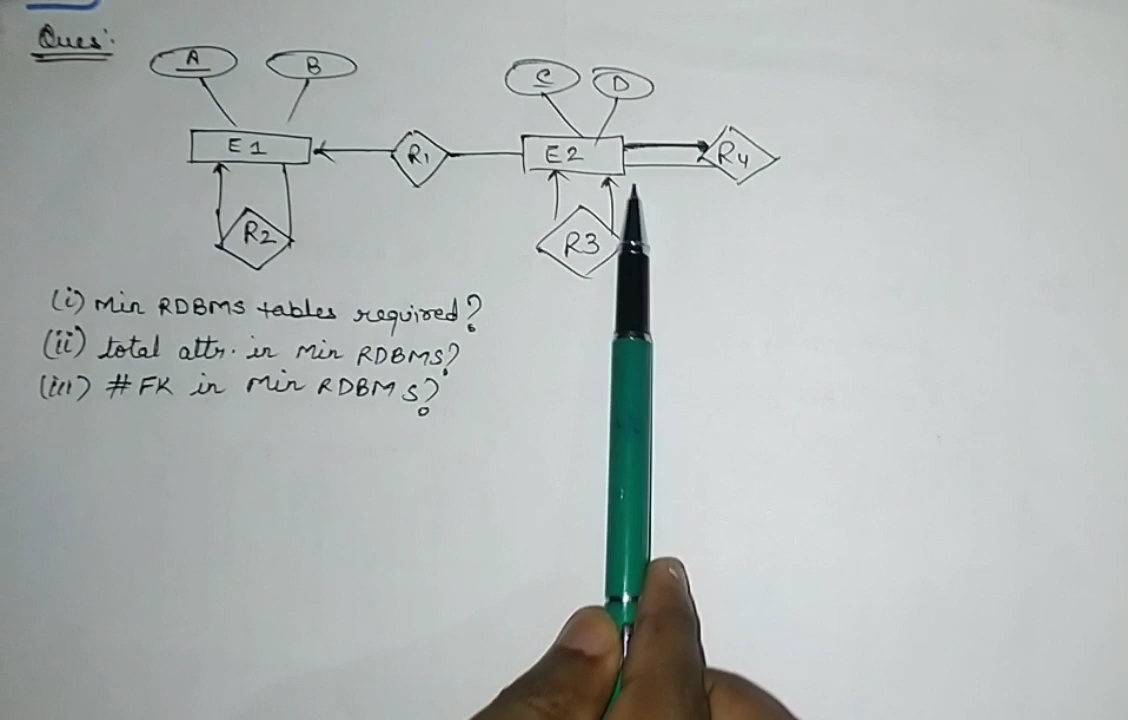 Ques:
A B C D
E1 R1 E2 R4
R2 R3
(i) Min RDBMS tables required?
(ii) total attr. in Min RDBMS?
(iii) # FK in Min RDBMS?